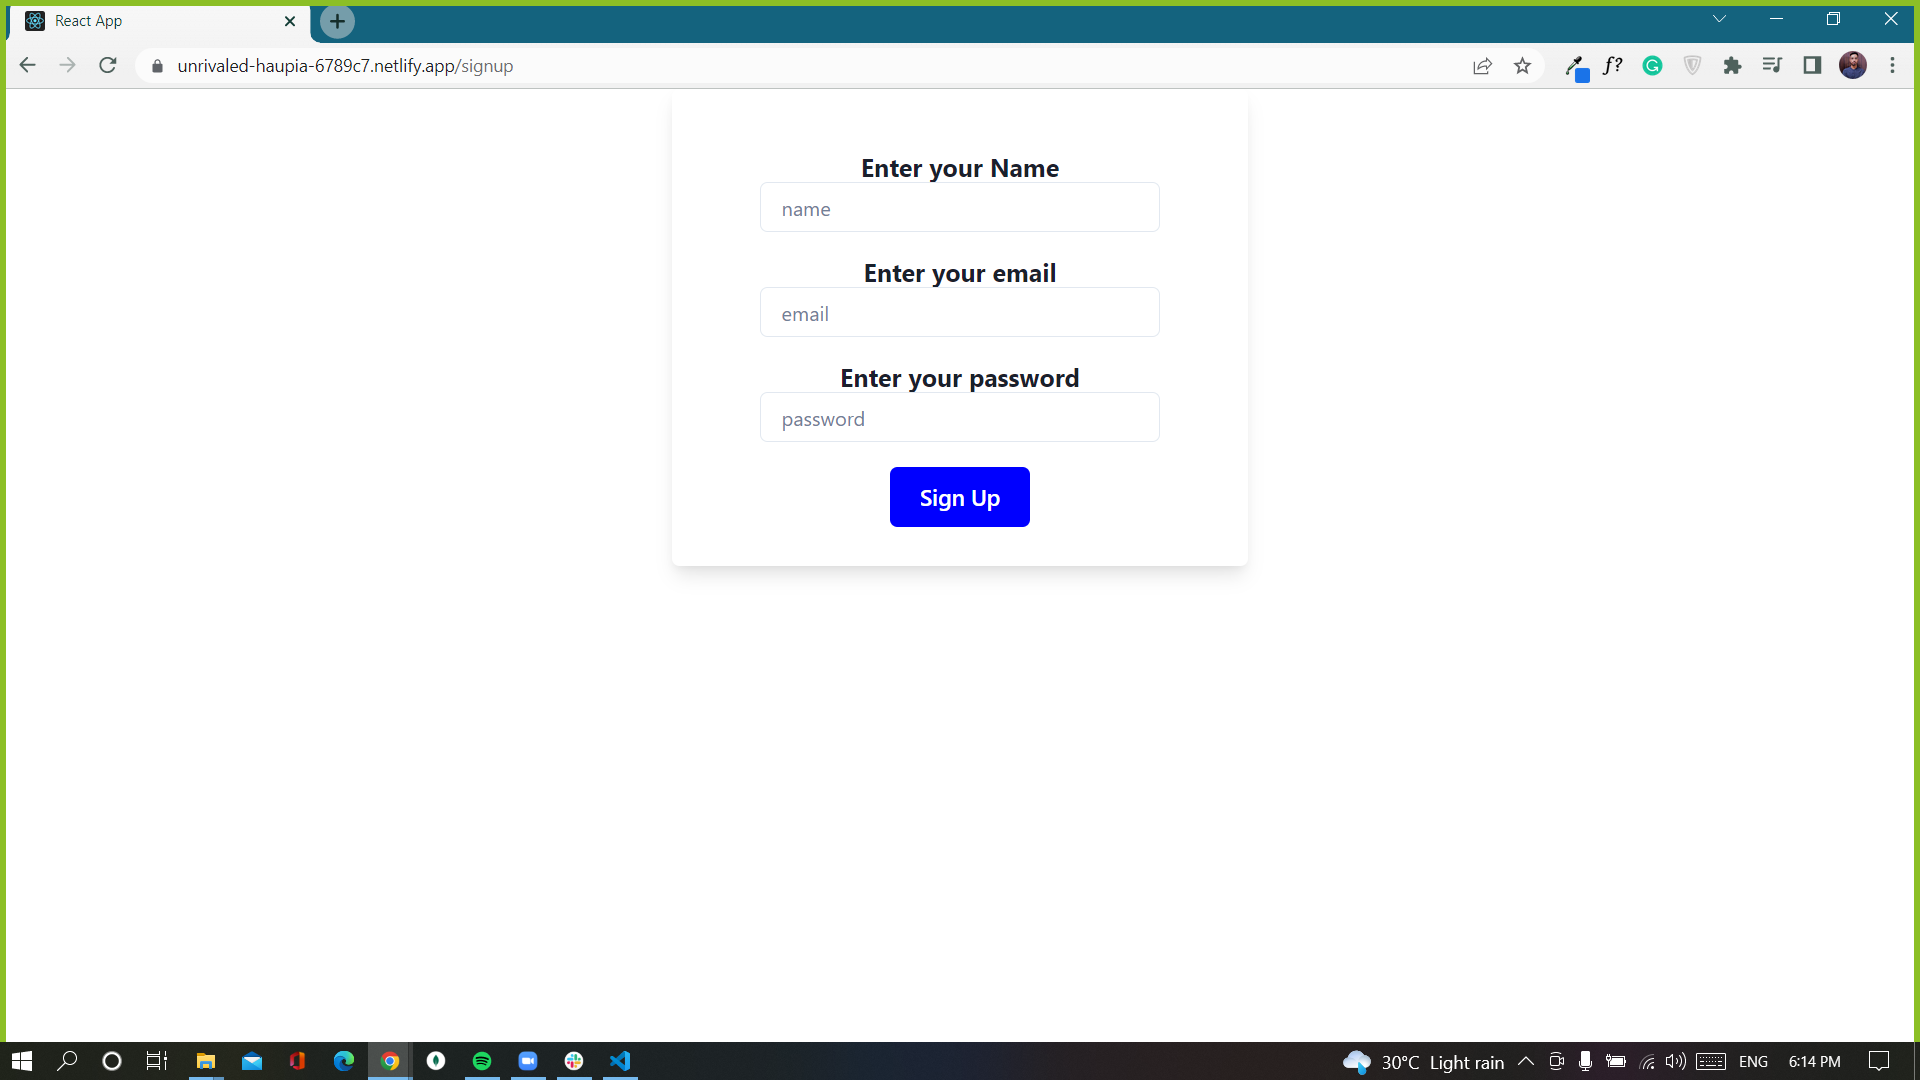 React App
unrivaled-haupia-6789c7.netlify.app/signup
f?
Enter your Name
name
Enter your email
email
Enter your password
password
Sign Up
30°C Light rain
ENG
6:14 PM